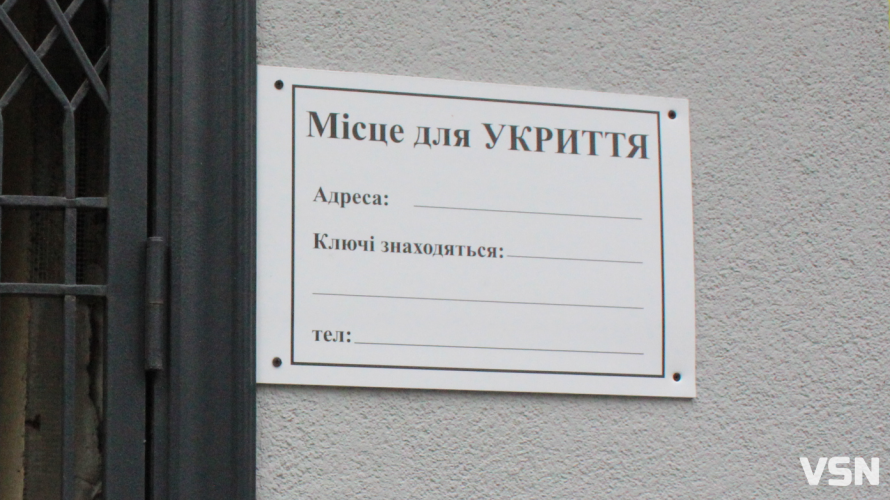 Місце для УКРИТТЯ
Адреса:
Ключі знаходяться:
тел:
VSN